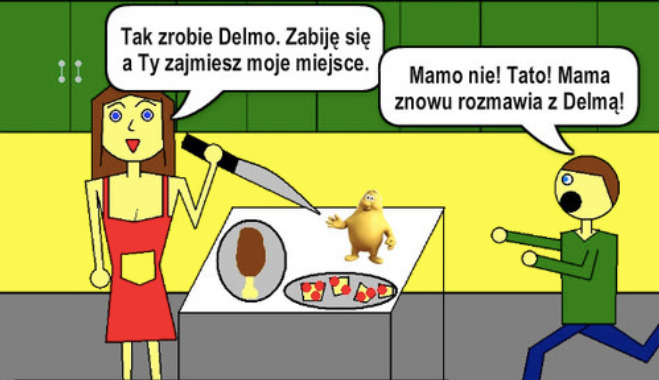 Tak zrobie Delmo. Zabiję się
a Ty zajmiesz moje miejsce.
Mamo nie! Tato! Mama
znowu rozmawia z Delmą!